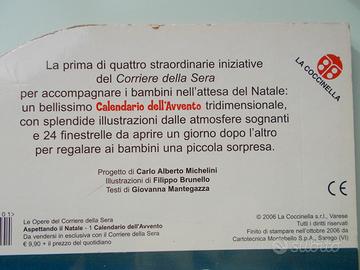 LA COCCINELLA
La prima di quattro straordinarie iniziative
del Corriere della Sera
per accompagnare i bambini nell'attesa del Natale:
un bellissimo Calendario dell'Avvento tridimensionale,
con splendide illustrazioni dalle atmosfere sognanti
e 24 finestrelle da aprire un giorno dopo l'altro
per regalare ai bambini una piccola sorpresa.
Progetto di Carlo Alberto Michelini
Illustrazioni di Filippo Brunello
Testi di Giovanna Mantegazza
CE
Le Opere del Corriere della Sera
Aspettando il Natale - 1 Calendario dell'Avvento
Da vendersi in esclusiva con il Corriere della Sera
€ 9,90 + il prezzo del quotidiano
© 2006 La Coccinella s.r.l., Varese
Tutti i diritti riservati
Finito di stampare nell'ottobre 2006 da
Cartotecnica Montebello S.p.A., Sarego (VI)
subito